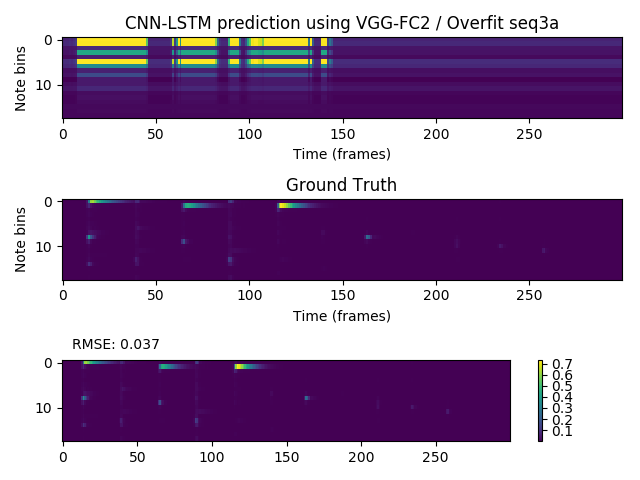 CNN-LSTM prediction using VGG-FC2 / Overfit seq3a
0
10
Note bins
0 50 100 150 200 250
Time (frames)
Ground Truth
0
10
Note bins
0 50 100 150 200 250
Time (frames)
RMSE: 0.037
0
10
0 50 100 150 200 250
0.7
0.6
0.5
0.4
0.3
0.2
0.1